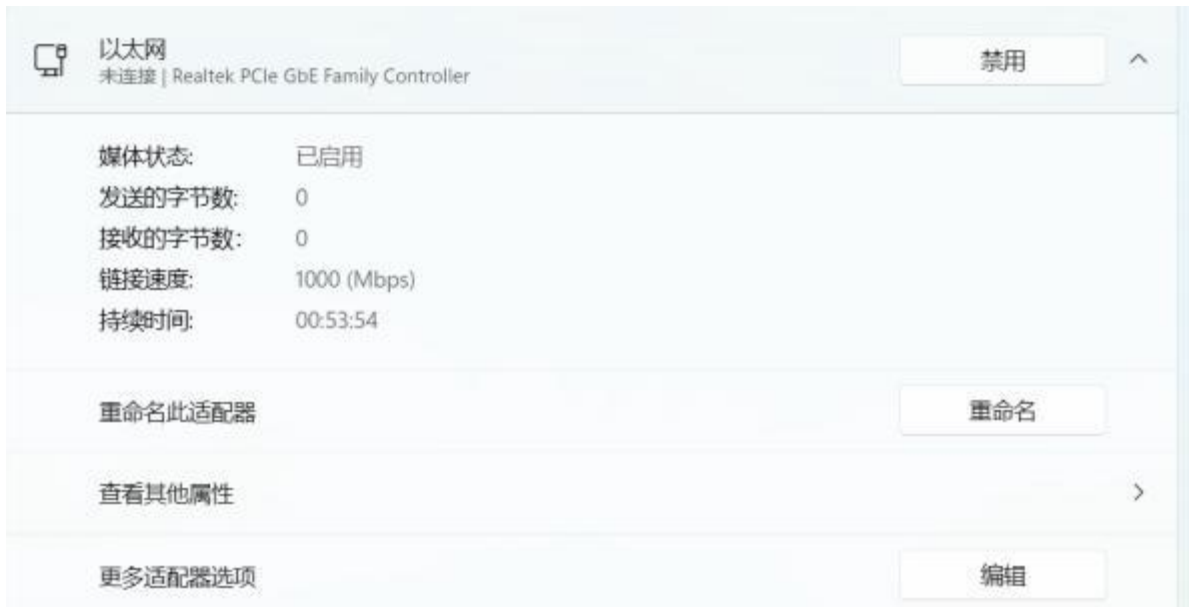 以太网
禁用
未连接 | Realtek PCIe GbE Family Controller
媒体状态: 已启用
发送的字节数: 0
接收的字节数: 0
链接速度: 1000 (Mbps)
持续时间: 00:53:54
重命名此适配器 重命名
查看其他属性
更多适配器选项 编辑